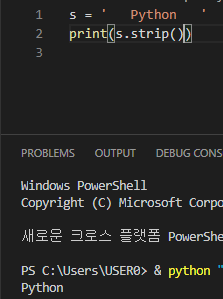 1 s = '   Python   '
2 print(s.strip())
3
PROBLEMS OUTPUT DEBUG CONS
Windows PowerShell
Copyright (C) Microsoft Corpo
새로운 크로스 플랫폼 PowerShe
PS C:\Users\USER0> & python "
Python